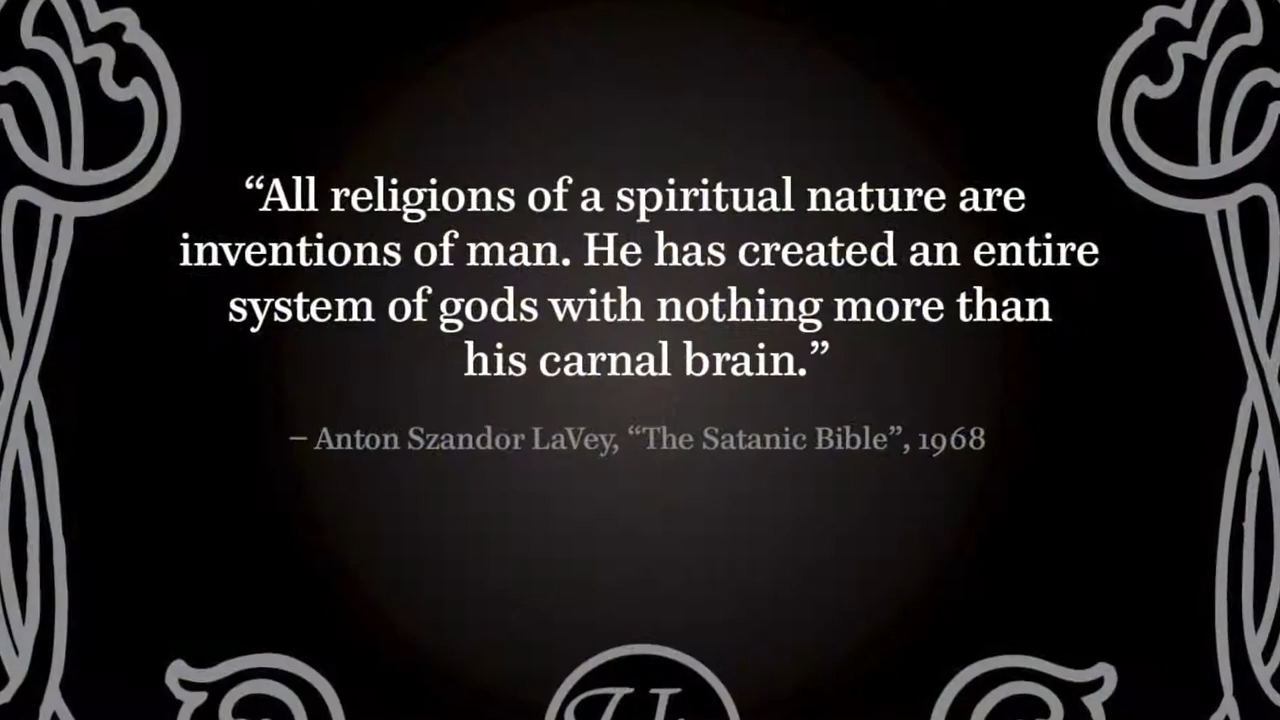 “All religions of a spiritual nature are
inventions of man. He has created an entire
system of gods with nothing more than
his carnal brain.”
– Anton Szandor LaVey, “The Satanic Bible”, 1968